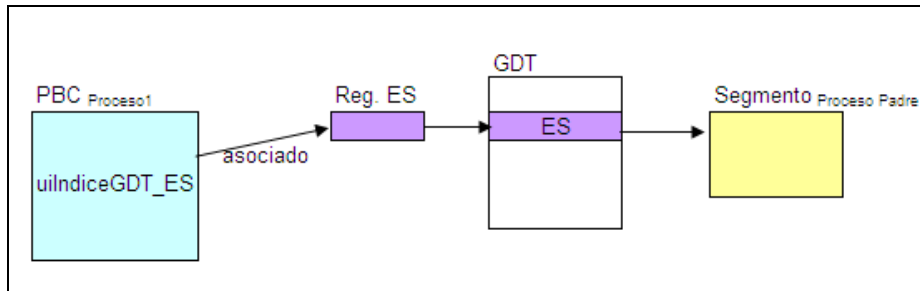 GDT
PBC Proceso1
Reg. ES
Segmento Proceso Padre
ES
asociado
uiIndiceGDT_ES